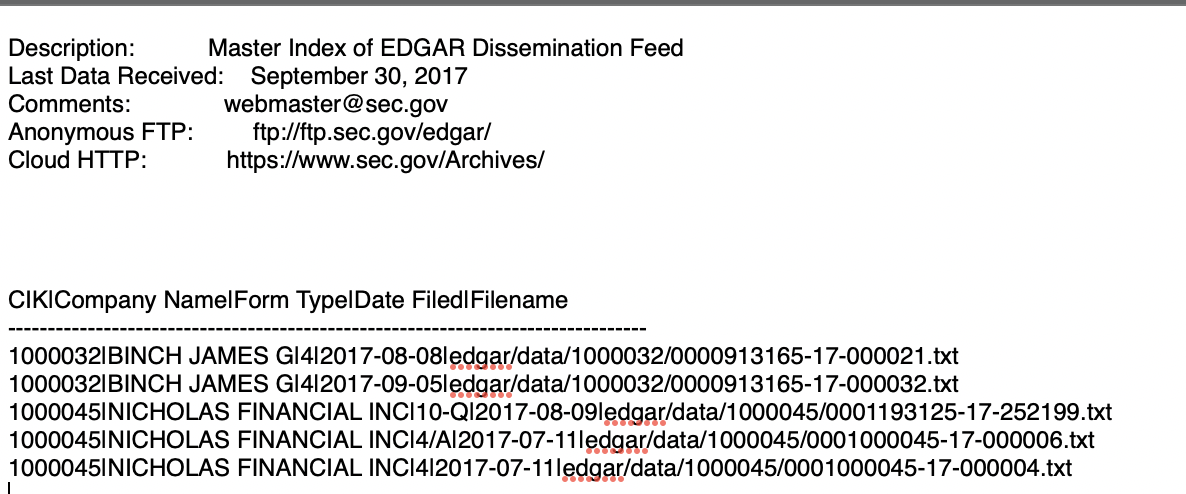 Description: Master Index of EDGAR Dissemination Feed
Last Data Received: September 30, 2017
Comments: webmaster@sec.gov
Anonymous FTP: ftp://ftp.sec.gov/edgar/
Cloud HTTP: https://www.sec.gov/Archives/
CIK|Company Name|Form Type|Date Filed|Filename
--------------------------------------------------------------------------------
1000032|BINCH JAMES G|4|2017-08-08|edgar/data/1000032/0000913165-17-000021.txt
1000032|BINCH JAMES G|4|2017-09-05|edgar/data/1000032/0000913165-17-000032.txt
1000045|NICHOLAS FINANCIAL INC|10-Q|2017-08-09|edgar/data/1000045/0001193125-17-252199.txt
1000045|NICHOLAS FINANCIAL INC|4/A|2017-07-11|edgar/data/1000045/0001000045-17-000006.txt
1000045|NICHOLAS FINANCIAL INC|4|2017-07-11|edgar/data/1000045/0001000045-17-000004.txt